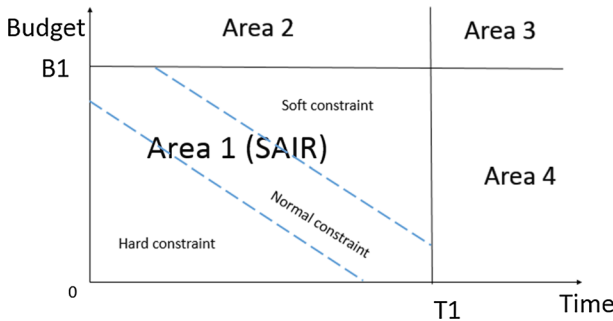 Budget
Area 2
Area 3
B1
Soft constraint
Area 1 (SAIR)
Area 4
Normal constraint
Hard constraint
0
T1
Time